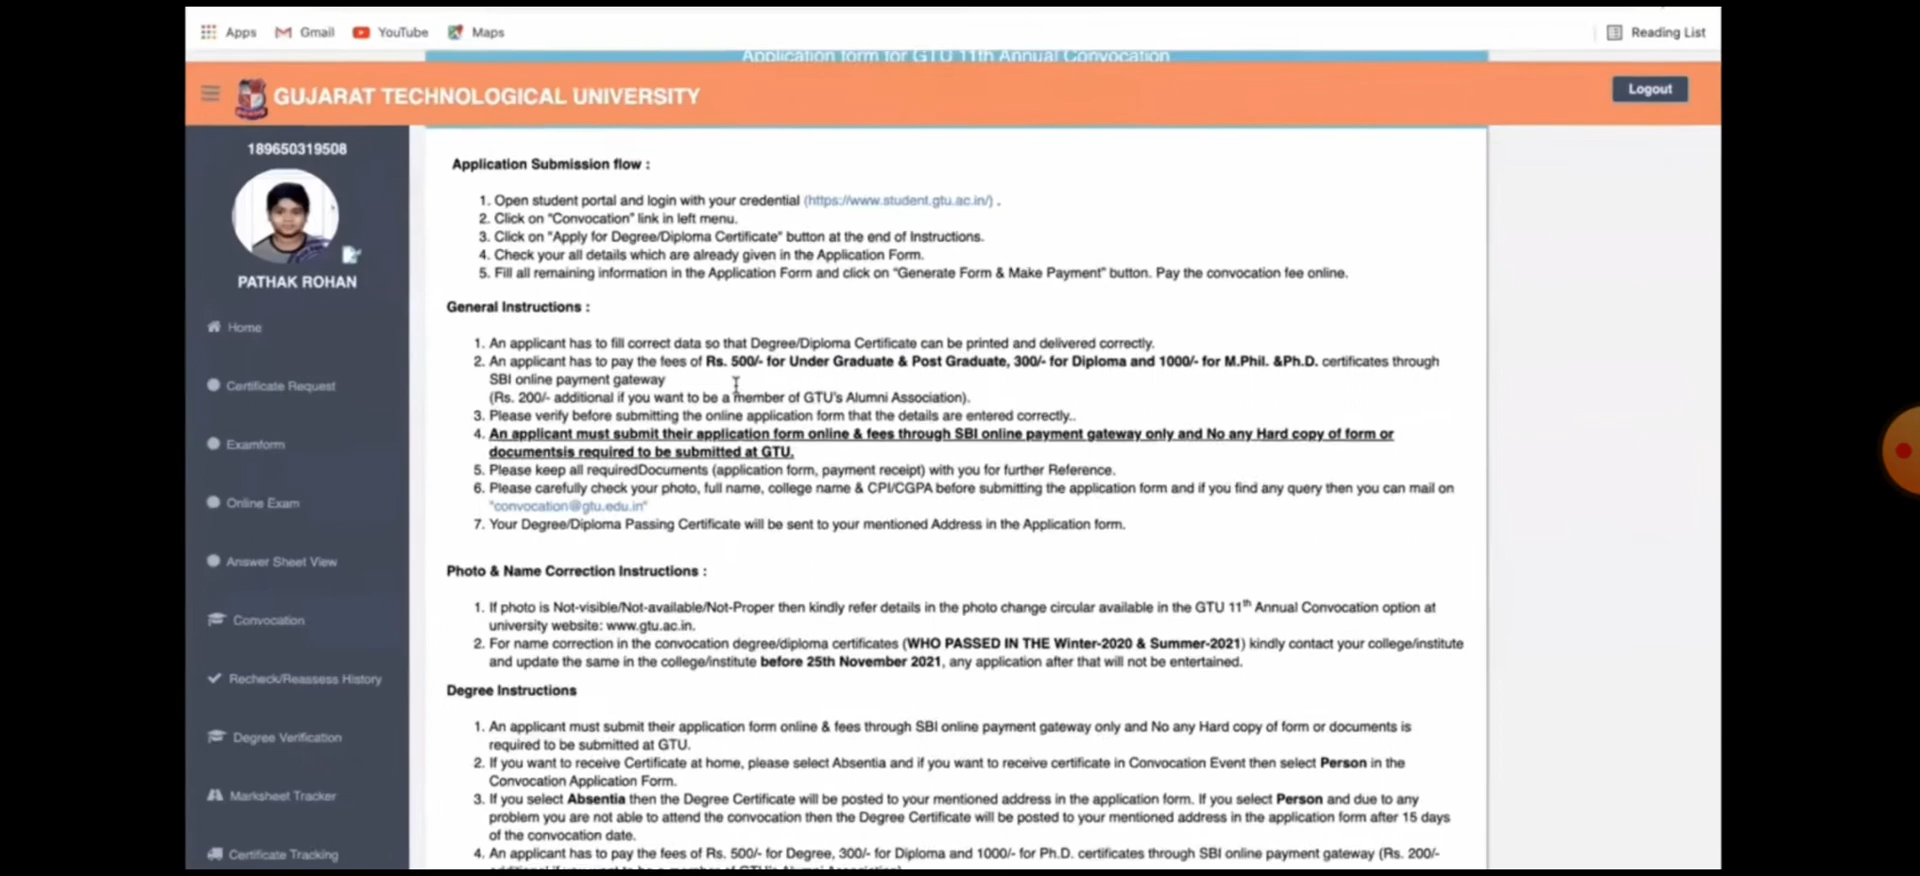 Apps Gmail YouTube Maps Reading List
Application form for GTU 11th Annual Convocation
GUJARAT TECHNOLOGICAL UNIVERSITY Logout
189650319508
PATHAK ROHAN
Home
Certificate Request
Examform
Online Exam
Answer Sheet View
Convocation
Recheck/Reassess History
Degree Verification
Marksheet Tracker
Certificate Tracking
Application Submission flow :
1. Open student portal and login with your credential (https://www.student.gtu.ac.in/) .
2. Click on "Convocation" link in left menu.
3. Click on "Apply for Degree/Diploma Certificate" button at the end of Instructions.
4. Check your all details which are already given in the Application Form.
5. Fill all remaining information in the Application Form and click on "Generate Form & Make Payment" button. Pay the convocation fee online.
General Instructions :
1. An applicant has to fill correct data so that Degree/Diploma Certificate can be printed and delivered correctly.
2. An applicant has to pay the fees of Rs. 500/- for Under Graduate & Post Graduate, 300/- for Diploma and 1000/- for M.Phil. &Ph.D. certificates through
SBI online payment gateway
(Rs. 200/- additional if you want to be a member of GTU's Alumni Association).
3. Please verify before submitting the online application form that the details are entered correctly..
4. An applicant must submit their application form online & fees through SBI online payment gateway only and No any Hard copy of form or
documentsis required to be submitted at GTU.
5. Please keep all requiredDocuments (application form, payment receipt) with you for further Reference.
6. Please carefully check your photo, full name, college name & CPI/CGPA before submitting the application form and if you find any query then you can mail on
"convocation@gtu.edu.in"
7. Your Degree/Diploma Passing Certificate will be sent to your mentioned Address in the Application form.
Photo & Name Correction Instructions :
1. If photo is Not-visible/Not-available/Not-Proper then kindly refer details in the photo change circular available in the GTU 11th Annual Convocation option at
university website: www.gtu.ac.in.
2. For name correction in the convocation degree/diploma certificates (WHO PASSED IN THE Winter-2020 & Summer-2021) kindly contact your college/institute
and update the same in the college/institute before 25th November 2021, any application after that will not be entertained.
Degree Instructions
1. An applicant must submit their application form online & fees through SBI online payment gateway only and No any Hard copy of form or documents is
required to be submitted at GTU.
2. If you want to receive Certificate at home, please select Absentia and if you want to receive certificate in Convocation Event then select Person in the
Convocation Application Form.
3. If you select Absentia then the Degree Certificate will be posted to your mentioned address in the application form. If you select Person and due to any
problem you are not able to attend the convocation then the Degree Certificate will be posted to your mentioned address in the application form after 15 days
of the convocation date.
4. An applicant has to pay the fees of Rs. 500/- for Degree, 300/- for Diploma and 1000/- for Ph.D. certificates through SBI online payment gateway (Rs. 200/-